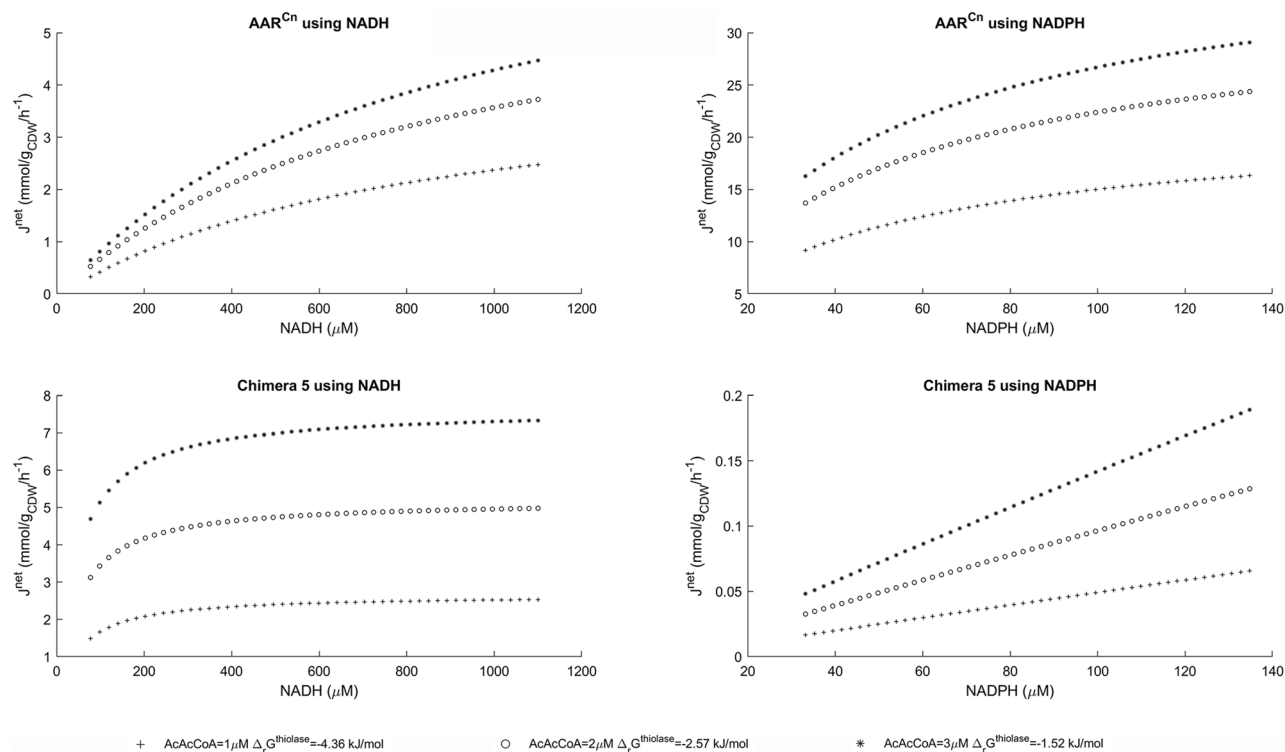 AAR^Cn using NADH
5
4
3
2
1
0
J^net (mmol/g_CDW/h^-1)
0 200 400 600 800 1000 1200
NADH (μM)
AAR^Cn using NADPH
30
25
20
15
10
5
J^net (mmol/g_CDW/h^-1)
20 40 60 80 100 120 140
NADPH (μM)
Chimera 5 using NADH
8
7
6
5
4
3
2
1
J^net (mmol/g_CDW/h^-1)
0 200 400 600 800 1000 1200
NADH (μM)
Chimera 5 using NADPH
0.2
0.15
0.1
0.05
0
J^net (mmol/g_CDW/h^-1)
20 40 60 80 100 120 140
NADPH (μM)
+ AcAcCoA=1μM Δ_rG^thiolase=-4.36 kJ/mol
○ AcAcCoA=2μM Δ_rG^thiolase=-2.57 kJ/mol
* AcAcCoA=3μM Δ_rG^thiolase=-1.52 kJ/mol